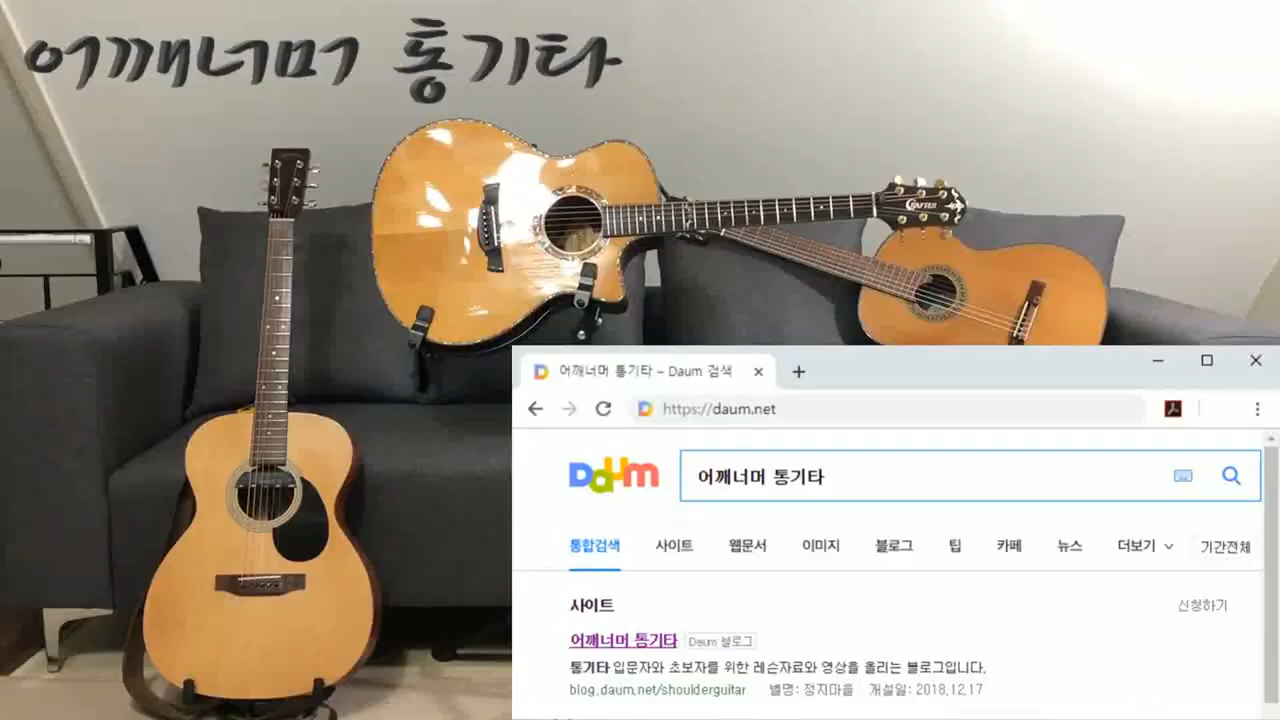 어깨너머 통기타
CRAFTER
어깨너머 통기타 – Daum 검색
https://daum.net
Daum
어깨너머 통기타
통합검색 사이트 웹문서 이미지 블로그 팁 카페 뉴스 더보기 기간전체
사이트 신청하기
어깨너머 통기타 Daum 블로그
통기타 입문자와 초보자를 위한 레슨자료와 영상을 올리는 블로그입니다.
blog.daum.net/shoulderguitar 별명: 정지마을 개설일: 2018.12.17